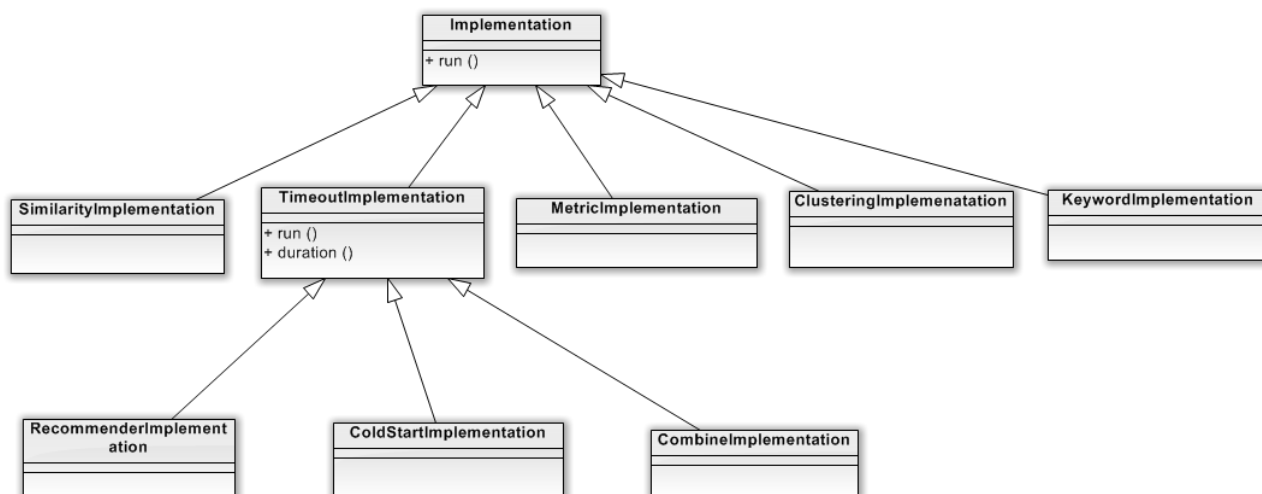 Implementation
+ run ()
SimilarityImplementation
TimeoutImplementation
+ run ()
+ duration ()
MetricImplementation
ClusteringImplemenatation
KeywordImplementation
RecommenderImplement
ation
ColdStartImplementation
CombineImplementation